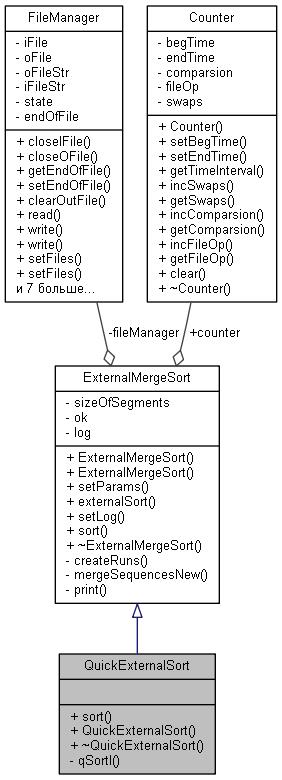 FileManager
- iFile
- oFile
- oFileStr
- iFileStr
- state
- endOfFile
+ closeIFile()
+ closeOFile()
+ getEndOfFile()
+ setEndOfFile()
+ clearOutFile()
+ read()
+ write()
+ write()
+ setFiles()
+ setFiles()
и 7 больше...
Counter
- begTime
- endTime
- comparsion
- fileOp
- swaps
+ Counter()
+ setBegTime()
+ setEndTime()
+ getTimeInterval()
+ incSwaps()
+ getSwaps()
+ incComparsion()
+ getComparsion()
+ incFileOp()
+ getFileOp()
+ clear()
+ ~Counter()
-fileManager
+counter
ExternalMergeSort
- sizeOfSegments
- ok
- log
+ ExternalMergeSort()
+ ExternalMergeSort()
+ setParams()
+ externalSort()
+ setLog()
+ sort()
+ ~ExternalMergeSort()
- createRuns()
- mergeSequencesNew()
- print()
QuickExternalSort
+ sort()
+ QuickExternalSort()
+ ~QuickExternalSort()
- qSortI()